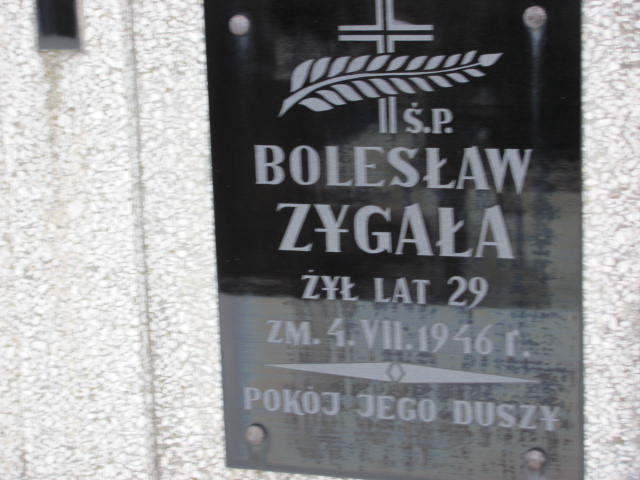 Ś.P.
BOLESŁAW
ZYGAŁA
ŻYŁ LAT 29
ZM. 4.VII.1946 r.
POKÓJ JEGO DUSZY